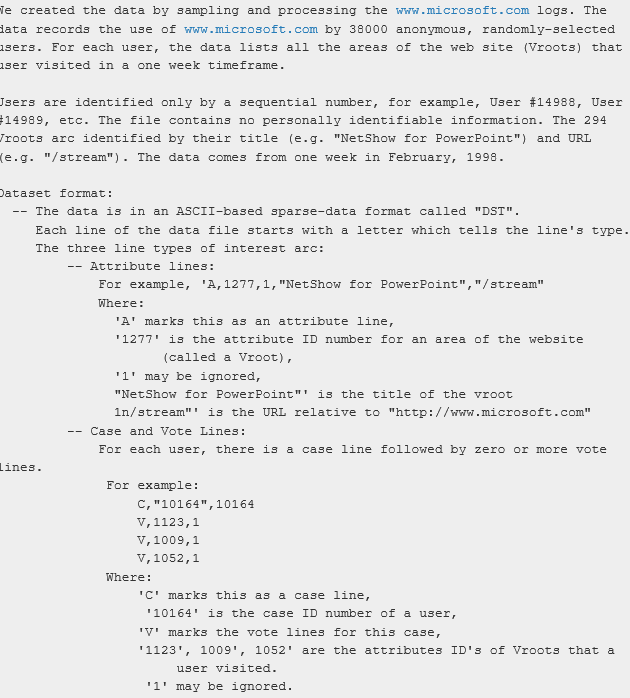 We created the data by sampling and processing the www.microsoft.com logs. The
data records the use of www.microsoft.com by 38000 anonymous, randomly-selected
users. For each user, the data lists all the areas of the web site (Vroots) that
user visited in a one week timeframe.
Users are identified only by a sequential number, for example, User #14988, User
#14989, etc. The file contains no personally identifiable information. The 294
Vroots arc identified by their title (e.g. "NetShow for PowerPoint") and URL
(e.g. "/stream"). The data comes from one week in February, 1998.
Dataset format:
-- The data is in an ASCII-based sparse-data format called "DST".
Each line of the data file starts with a letter which tells the line's type.
The three line types of interest arc:
-- Attribute lines:
For example, 'A,1277,1,"NetShow for PowerPoint","/stream"
Where:
'A' marks this as an attribute line,
'1277' is the attribute ID number for an area of the website
(called a Vroot),
'1' may be ignored,
"NetShow for PowerPoint"' is the title of the vroot
1n/stream"' is the URL relative to "http://www.microsoft.com"
-- Case and Vote Lines:
For each user, there is a case line followed by zero or more vote
lines.
For example:
C,"10164",10164
V,1123,1
V,1009,1
V,1052,1
Where:
'C' marks this as a case line,
'10164' is the case ID number of a user,
'V' marks the vote lines for this case,
'1123', 1009', 1052' are the attributes ID's of Vroots that a
user visited.
'1' may be ignored.